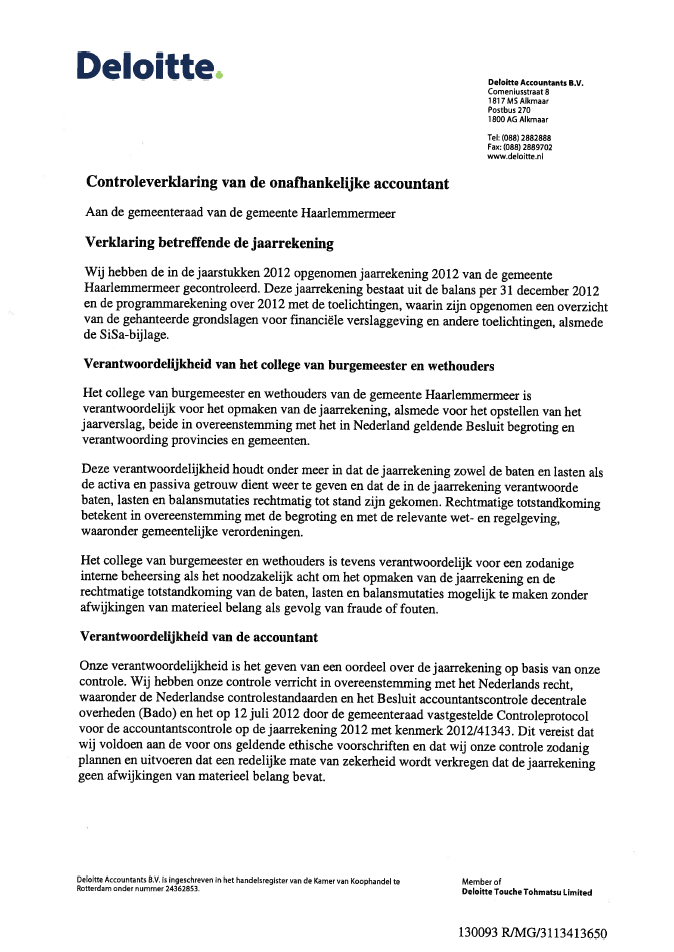 Deloitte.
Deloitte Accountants B.V.
Comeniusstraat 8
1817 MS Alkmaar
Postbus 270
1800 AG Alkmaar
Tel: (088) 2882888
Fax: (088) 2889702
www.deloitte.nl
Controleverklaring van de onafhankelijke accountant
Aan de gemeenteraad van de gemeente Haarlemmermeer
Verklaring betreffende de jaarrekening
Wij hebben de in de jaarstukken 2012 opgenomen jaarrekening 2012 van de gemeente
Haarlemmermeer gecontroleerd. Deze jaarrekening bestaat uit de balans per 31 december 2012
en de programmarekening over 2012 met de toelichtingen, waarin zijn opgenomen een overzicht
van de gehanteerde grondslagen voor financiële verslaggeving en andere toelichtingen, alsmede
de SiSa-bijlage.
Verantwoordelijkheid van het college van burgemeester en wethouders
Het college van burgemeester en wethouders van de gemeente Haarlemmermeer is
verantwoordelijk voor het opmaken van de jaarrekening, alsmede voor het opstellen van het
jaarverslag, beide in overeenstemming met het in Nederland geldende Besluit begroting en
verantwoording provincies en gemeenten.
Deze verantwoordelijkheid houdt onder meer in dat de jaarrekening zowel de baten en lasten als
de activa en passiva getrouw dient weer te geven en dat de in de jaarrekening verantwoorde
baten, lasten en balansmutaties rechtmatig tot stand zijn gekomen. Rechtmatige totstandkoming
betekent in overeenstemming met de begroting en met de relevante wet- en regelgeving,
waaronder gemeentelijke verordeningen.
Het college van burgemeester en wethouders is tevens verantwoordelijk voor een zodanige
interne beheersing als het noodzakelijk acht om het opmaken van de jaarrekening en de
rechtmatige totstandkoming van de baten, lasten en balansmutaties mogelijk te maken zonder
afwijkingen van materieel belang als gevolg van fraude of fouten.
Verantwoordelijkheid van de accountant
Onze verantwoordelijkheid is het geven van een oordeel over de jaarrekening op basis van onze
controle. Wij hebben onze controle verricht in overeenstemming met het Nederlands recht,
waaronder de Nederlandse controlestandaarden en het Besluit accountantscontrole decentrale
overheden (Bado) en het op 12 juli 2012 door de gemeenteraad vastgestelde Controleprotocol
voor de accountantscontrole op de jaarrekening 2012 met kenmerk 2012/41343. Dit vereist dat
wij voldoen aan de voor ons geldende ethische voorschriften en dat wij onze controle zodanig
plannen en uitvoeren dat een redelijke mate van zekerheid wordt verkregen dat de jaarrekening
geen afwijkingen van materieel belang bevat.
Deloitte Accountants B.V. is ingeschreven in het handelsregister van de Kamer van Koophandel te
Rotterdam onder nummer 24362853.
Member of
Deloitte Touche Tohmatsu Limited
130093 R/MG/3113413650